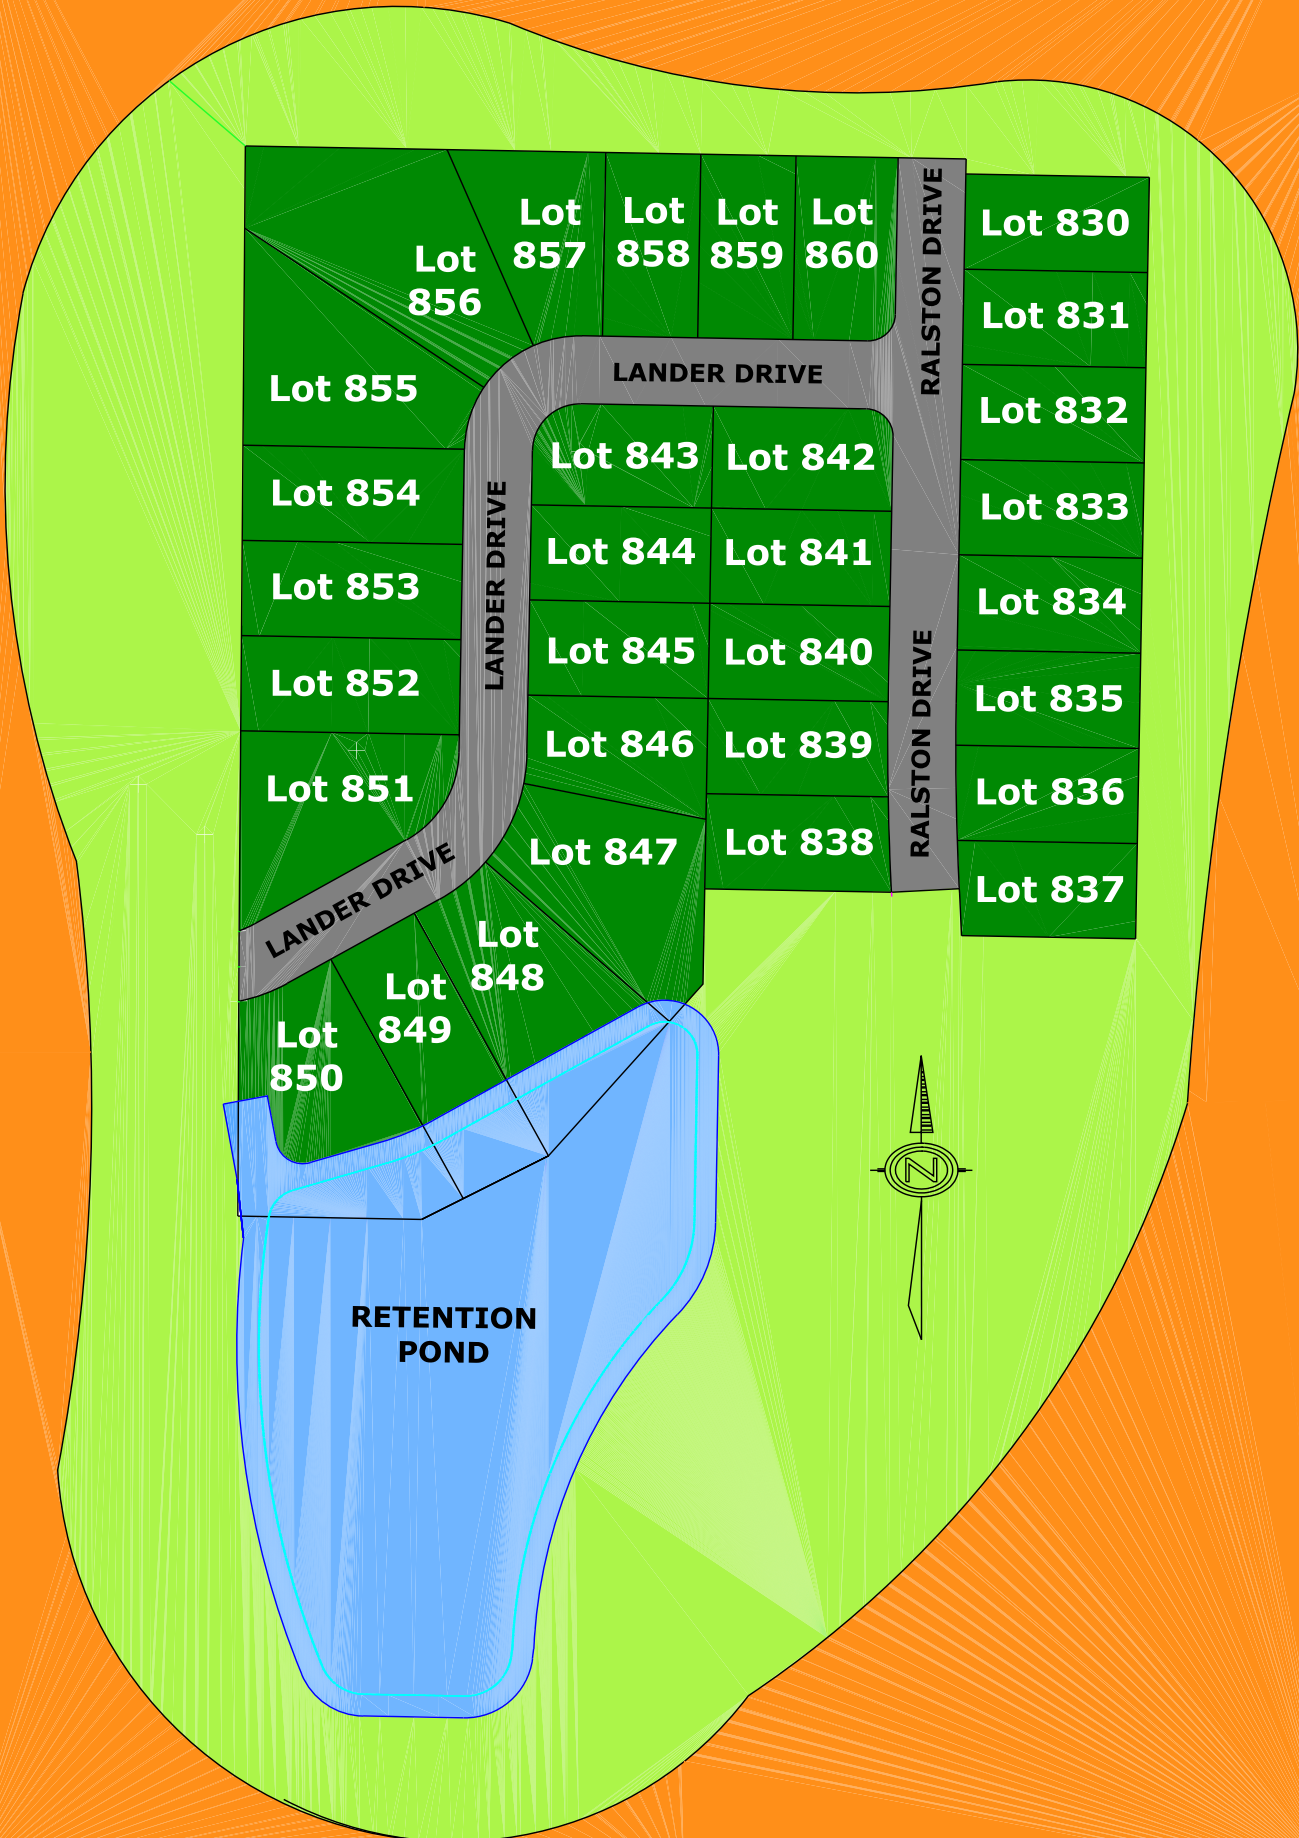 Lot
857
Lot
858
Lot
859
Lot
860
RALSTON DRIVE
Lot 830
Lot
856
Lot 831
LANDER DRIVE
Lot 855
Lot 832
Lot 843
Lot 842
Lot 854
Lot 833
LANDER DRIVE
Lot 844
Lot 841
Lot 853
Lot 834
Lot 845
Lot 840
Lot 852
RALSTON DRIVE
Lot 835
Lot 846
Lot 839
Lot 851
Lot 836
Lot 847
Lot 838
LANDER DRIVE
Lot 837
Lot
848
Lot
849
Lot
850
N
RETENTION
POND